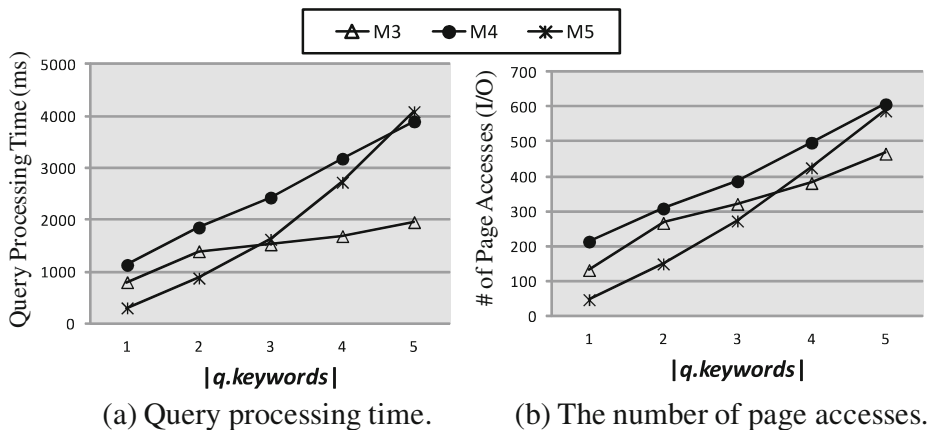 M3 M4 M5
Query Processing Time (ms)
5000
4000
3000
2000
1000
0
1 2 3 4 5
|q.keywords|
(a) Query processing time.
# of Page Accesses (I/O)
700
600
500
400
300
200
100
0
1 2 3 4 5
|q.keywords|
(b) The number of page accesses.